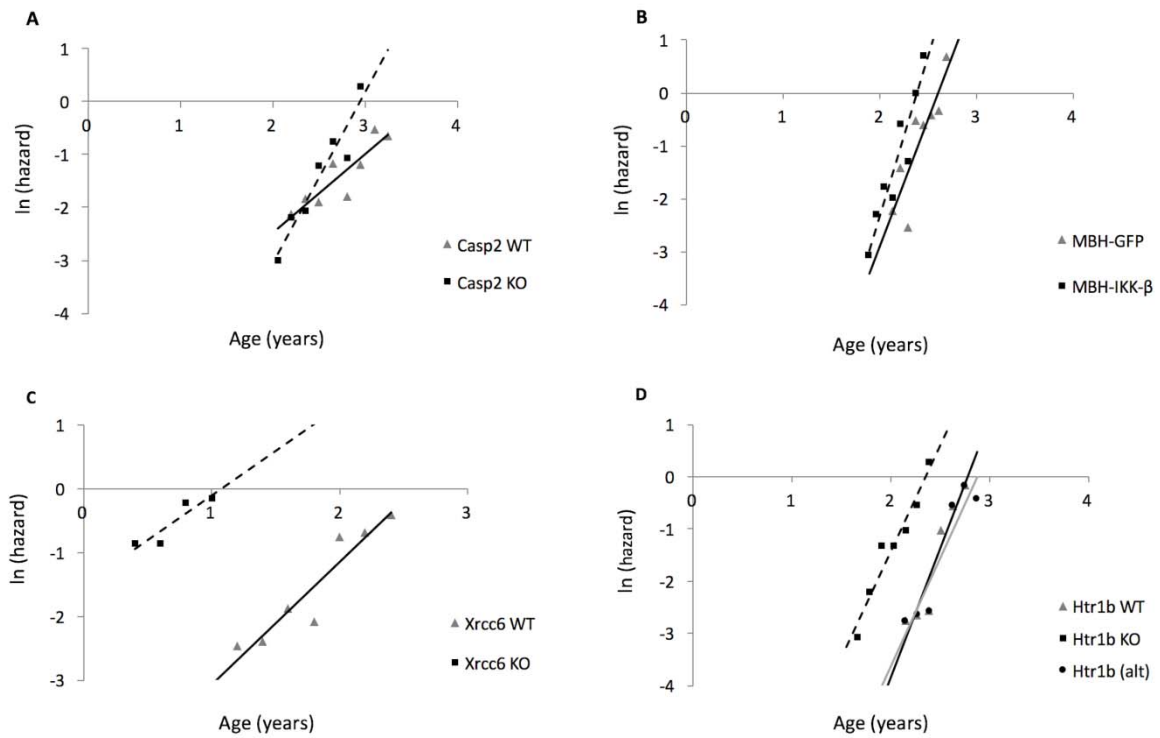 A
1
0
0
1
2
3
4
-1
-2
-3
-4
ln (hazard)
Age (years)
Casp2 WT
Casp2 KO
B
1
0
0
1
2
3
4
-1
-2
-3
-4
ln (hazard)
Age (years)
MBH-GFP
MBH-IKK-β
C
1
0
0
1
2
3
-1
-2
-3
ln (hazard)
Age (years)
Xrcc6 WT
Xrcc6 KO
D
1
0
0
1
2
3
4
-1
-2
-3
-4
ln (hazard)
Age (years)
Htr1b WT
Htr1b KO
Htr1b (alt)